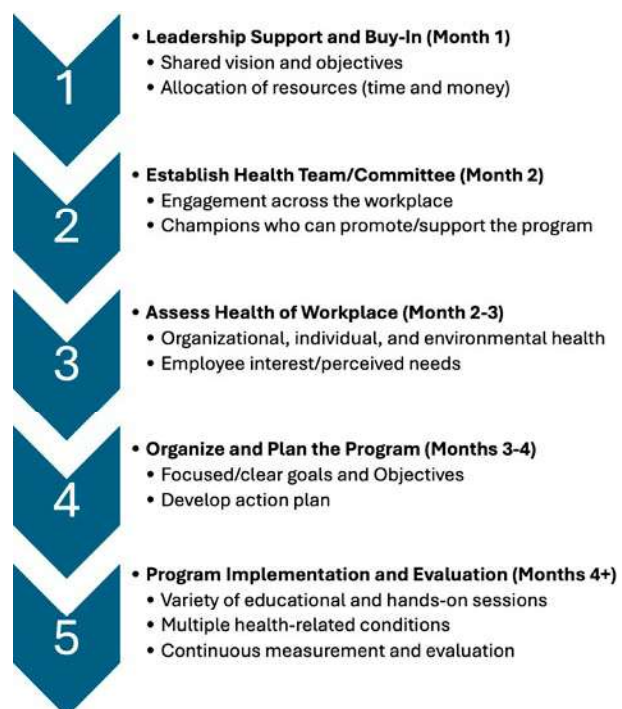 1
• Leadership Support and Buy-In (Month 1)
• Shared vision and objectives
• Allocation of resources (time and money)
2
• Establish Health Team/Committee (Month 2)
• Engagement across the workplace
• Champions who can promote/support the program
3
• Assess Health of Workplace (Month 2-3)
• Organizational, individual, and environmental health
• Employee interest/perceived needs
4
• Organize and Plan the Program (Months 3-4)
• Focused/clear goals and Objectives
• Develop action plan
5
• Program Implementation and Evaluation (Months 4+)
• Variety of educational and hands-on sessions
• Multiple health-related conditions
• Continuous measurement and evaluation